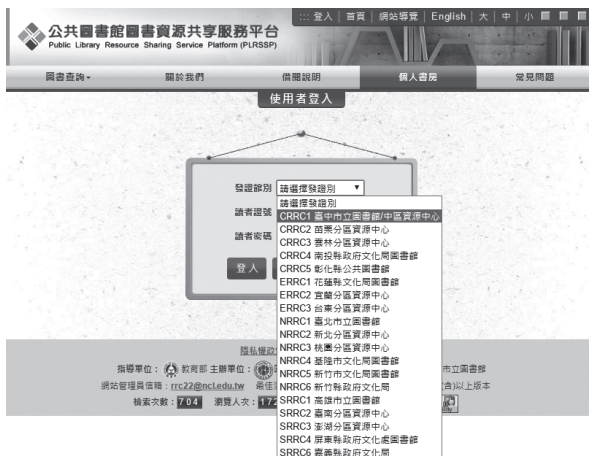 公共圖書館圖書資源共享服務平台
Public Library Resource Sharing Service Platform (PLRSSP)
::: 登入 | 首頁 | 網站導覽 | English | 大 | 中 | 小
圖書查詢
關於我們
借閱說明
個人書房
常見問題
使用者登入
發證館別 請選擇發證別
讀者證號
讀者密碼
登入
請選擇發證別
CRRC1 臺中市立圖書館/中區資源中心
CRRC2 苗栗分區資源中心
CRRC3 雲林分區資源中心
CRRC4 南投縣政府文化局圖書館
CRRC5 彰化縣公共圖書館
ERRC1 花蓮縣文化局圖書館
ERRC2 宜蘭分區資源中心
ERRC3 台東分區資源中心
NRRC1 臺北市立圖書館
NRRC2 新北分區資源中心
NRRC3 桃園分區資源中心
NRRC4 基隆市文化局圖書館
NRRC5 新竹市文化局圖書館
NRRC6 新竹縣政府文化局
SRRC1 高雄市立圖書館
SRRC2 臺南分區資源中心
SRRC3 澎湖分區資源中心
SRRC4 屏東縣政府文化處圖書館
SRRC6 嘉義縣政府文化局
隱私權政
指導單位： 教育部 主辦單位：
市立圖書館
網站管理員信箱：rrc22@ncl.edu.tw 最佳
(含)以上版本
檢索次數：704 瀏覽人次：172